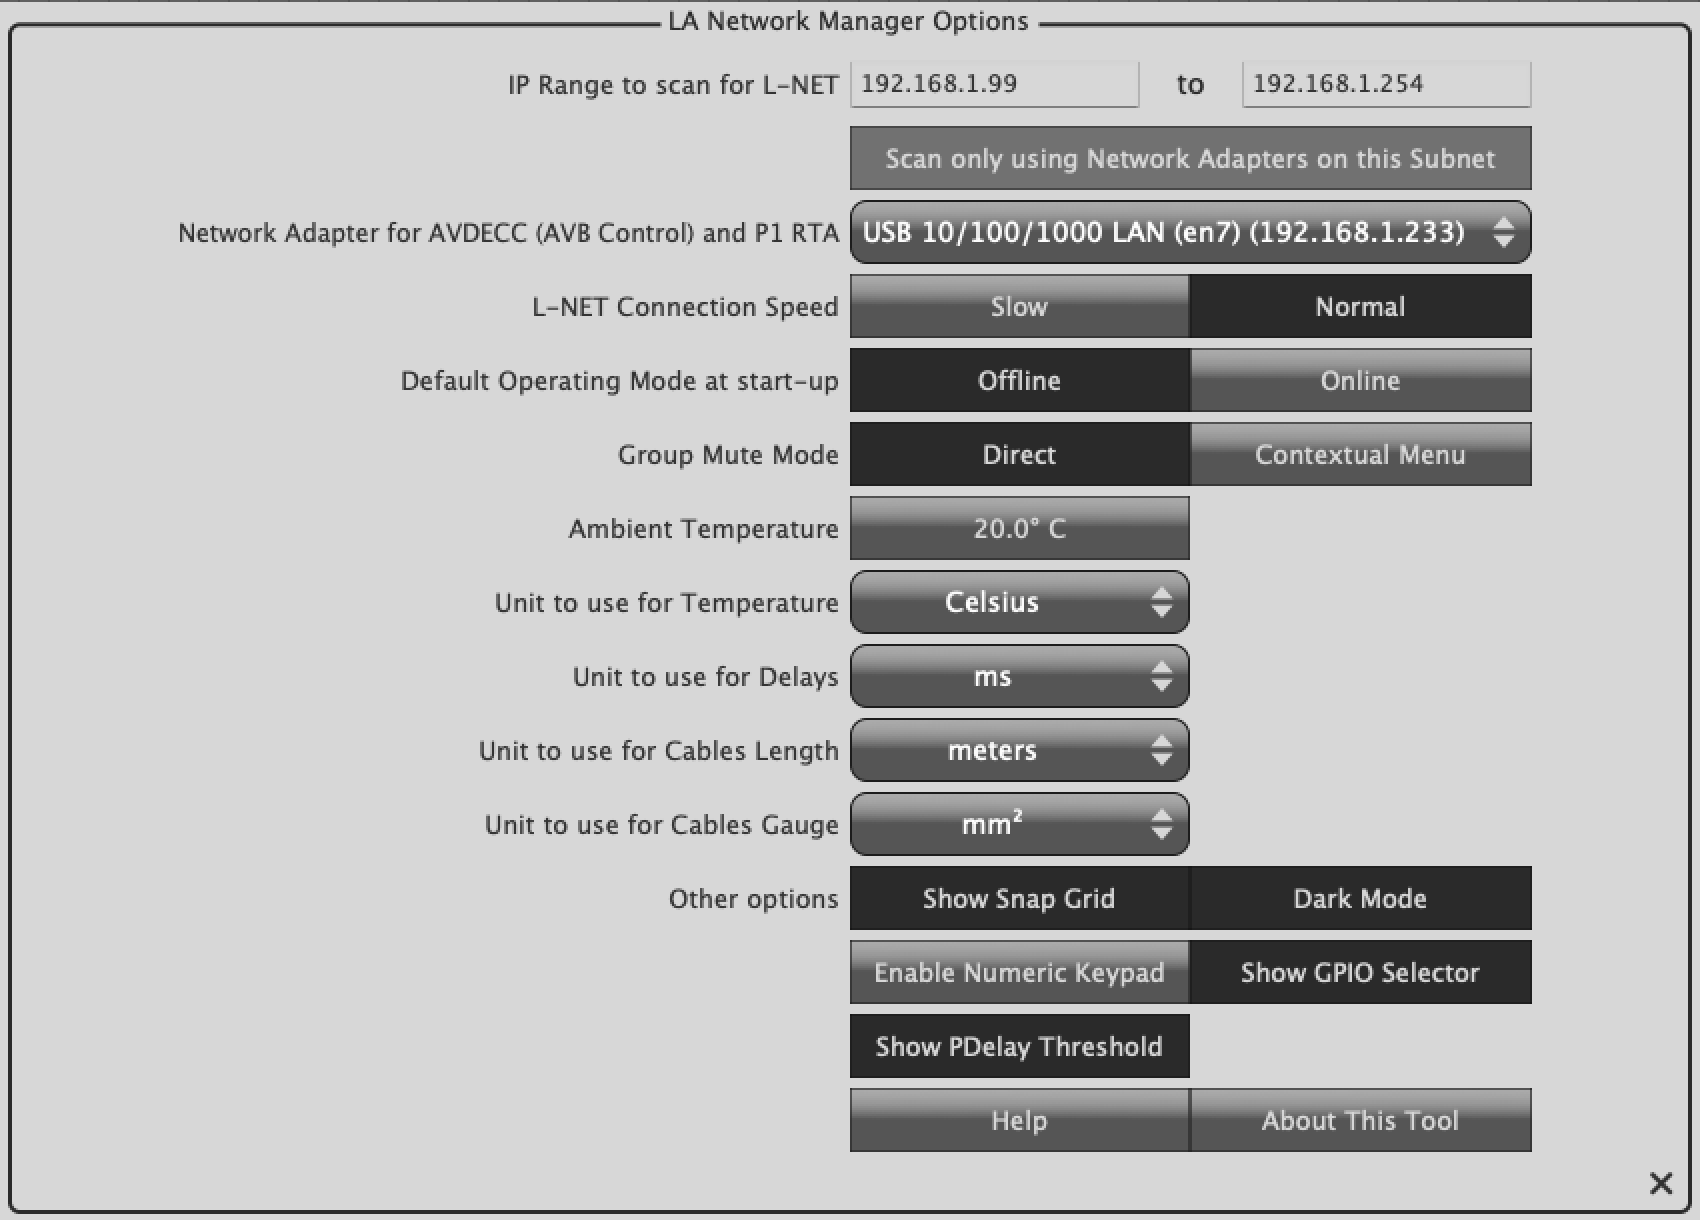 LA Network Manager Options
IP Range to scan for L-NET 192.168.1.99 to 192.168.1.254
Scan only using Network Adapters on this Subnet
Network Adapter for AVDECC (AVB Control) and P1 RTA USB 10/100/1000 LAN (en7) (192.168.1.233)
L-NET Connection Speed Slow Normal
Default Operating Mode at start-up Offline Online
Group Mute Mode Direct Contextual Menu
Ambient Temperature 20.0° C
Unit to use for Temperature Celsius
Unit to use for Delays ms
Unit to use for Cables Length meters
Unit to use for Cables Gauge mm²
Other options Show Snap Grid Dark Mode
Enable Numeric Keypad Show GPIO Selector
Show PDelay Threshold
Help About This Tool